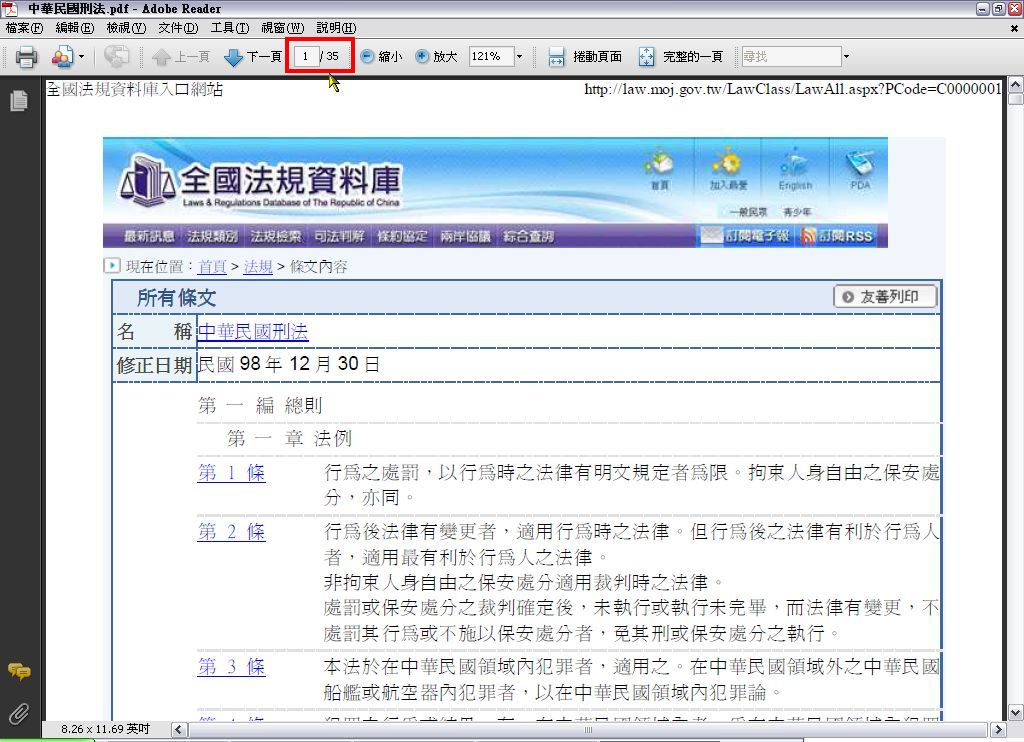 中華民國刑法.pdf - Adobe Reader
檔案(F) 編輯(E) 檢視(V) 文件(D) 工具(T) 視窗(W) 說明(H)
上一頁 下一頁 1 / 35 縮小 放大 121% 捲動頁面 完整的一頁 尋找
全國法規資料庫入口網站 http://law.moj.gov.tw/LawClass/LawAll.aspx?PCode=C0000001
全國法規資料庫
Laws & Regulations Database of The Republic of China
首頁 加入最愛 English PDA
一般民眾 青少年
最新訊息 法規類別 法規檢索 司法判解 條約協定 兩岸協議 綜合查詢 訂閱電子報 訂閱RSS
現在位置：首頁 > 法規 > 條文內容
所有條文 友善列印
名 稱 中華民國刑法
修正日期 民國 98 年 12 月 30 日
第 一 編 總則
第 一 章 法例
第 1 條 行為之處罰，以行為時之法律有明文規定者為限。拘束人身自由之保安處
分，亦同。
第 2 條 行為後法律有變更者，適用行為時之法律。但行為後之法律有利於行為人
者，適用最有利於行為人之法律。
非拘束人身自由之保安處分適用裁判時之法律。
處罰或保安處分之裁判確定後，未執行或執行未完畢，而法律有變更，不
處罰其行為或不施以保安處分者，免其刑或保安處分之執行。
第 3 條 本法於在中華民國領域內犯罪者，適用之。在中華民國領域外之中華民國
船艦或航空器內犯罪者，以在中華民國領域內犯罪論。
8.26 x 11.69 英吋